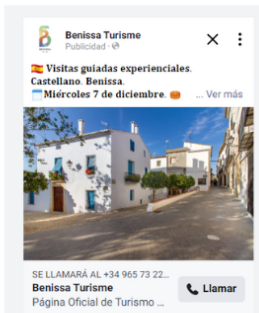 Benissa Turisme
Publicidad ·
Visitas guiadas experienciales.
Castellano. Benissa.
Miércoles 7 de diciembre. ... Ver más
SE LLAMARÁ AL +34 965 73 22...
Benissa Turisme
Página Oficial de Turismo ...
Llamar